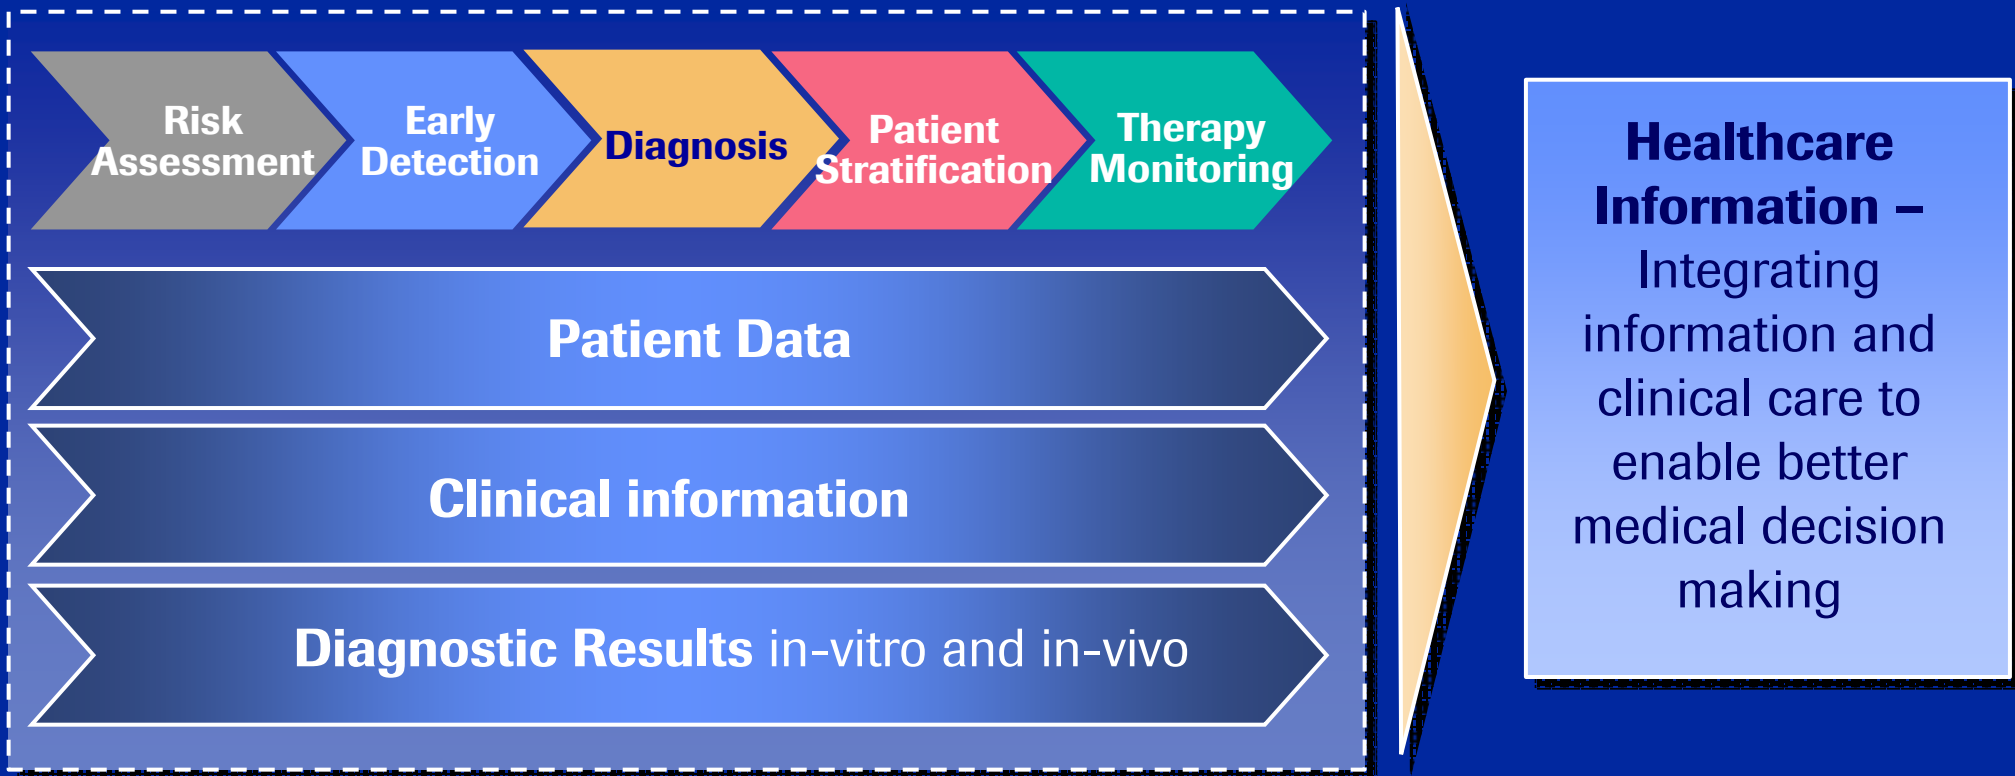 Risk
Assessment
Early
Detection
Diagnosis
Patient
Stratification
Therapy
Monitoring
Patient Data
Clinical information
Diagnostic Results in-vitro and in-vivo
Healthcare
Information –
Integrating
information and
clinical care to
enable better
medical decision
making